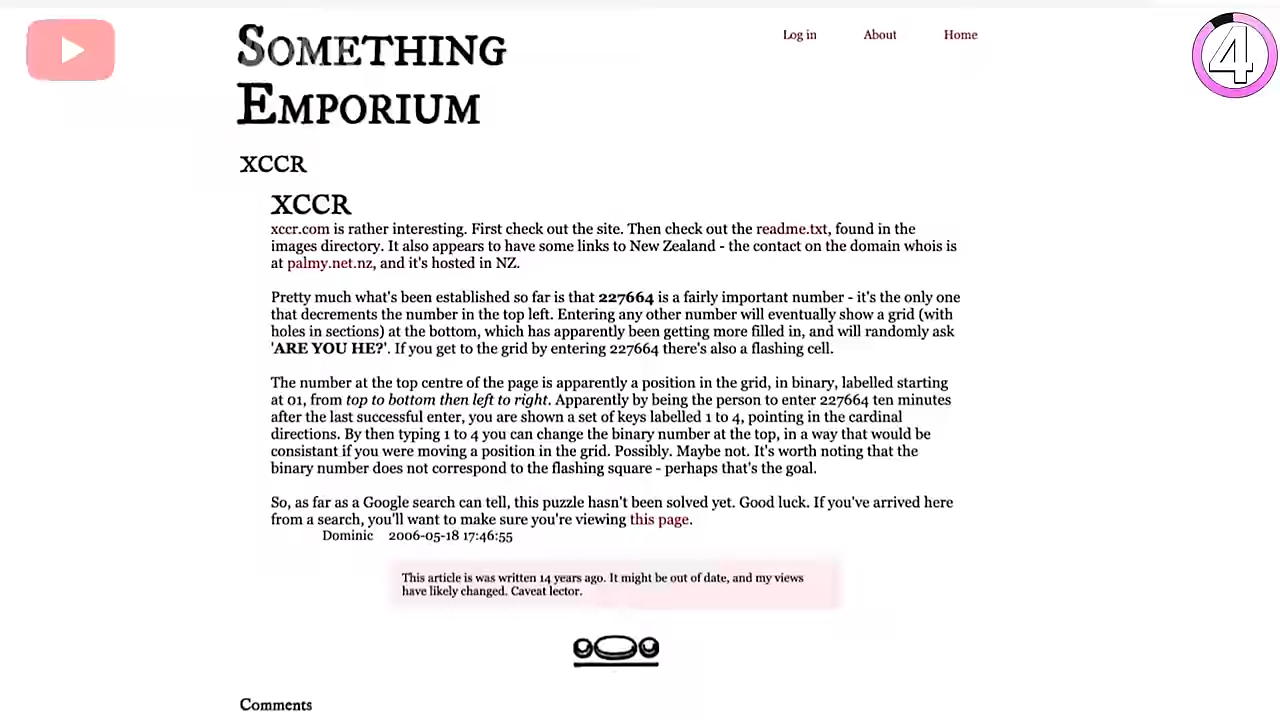 Something
Emporium
Log in
About
Home
4
XCCR
XCCR
xccr.com is rather interesting. First check out the site. Then check out the readme.txt, found in the
images directory. It also appears to have some links to New Zealand - the contact on the domain whois is
at palmy.net.nz, and it's hosted in NZ.
Pretty much what's been established so far is that 227664 is a fairly important number - it's the only one
that decrements the number in the top left. Entering any other number will eventually show a grid (with
holes in sections) at the bottom, which has apparently been getting more filled in, and will randomly ask
'ARE YOU HE?'. If you get to the grid by entering 227664 there's also a flashing cell.
The number at the top centre of the page is apparently a position in the grid, in binary, labelled starting
at 01, from top to bottom then left to right. Apparently by being the person to enter 227664 ten minutes
after the last successful enter, you are shown a set of keys labelled 1 to 4, pointing in the cardinal
directions. By then typing 1 to 4 you can change the binary number at the top, in a way that would be
consistant if you were moving a position in the grid. Possibly. Maybe not. It's worth noting that the
binary number does not correspond to the flashing square - perhaps that's the goal.
So, as far as a Google search can tell, this puzzle hasn't been solved yet. Good luck. If you've arrived here
from a search, you'll want to make sure you're viewing this page.
Dominic 2006-05-18 17:46:55
This article is was written 14 years ago. It might be out of date, and my views
have likely changed. Caveat lector.
Comments